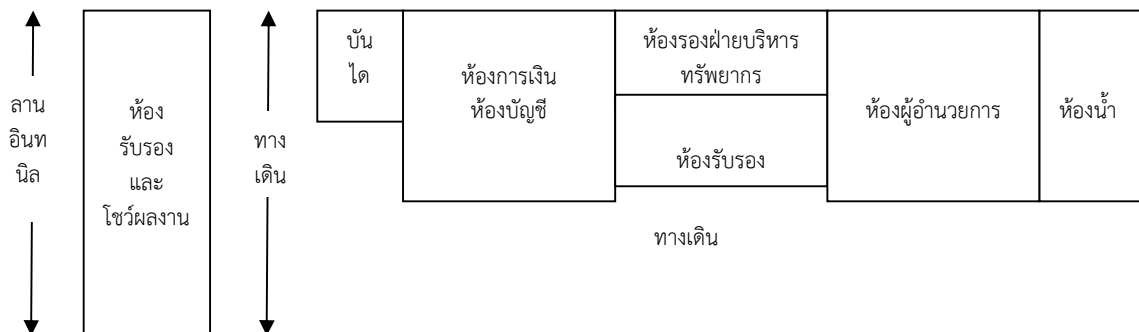 ลาน
อินท
นิล
ห้อง
รับรอง
และ
โชว์ผลงาน
ทาง
เดิน
บัน
ได
ห้องการเงิน
ห้องบัญชี
ห้องรองฝ่ายบริหาร
ทรัพยากร
ห้องรับรอง
ห้องผู้อำนวยการ
ห้องน้ำ
ทางเดิน